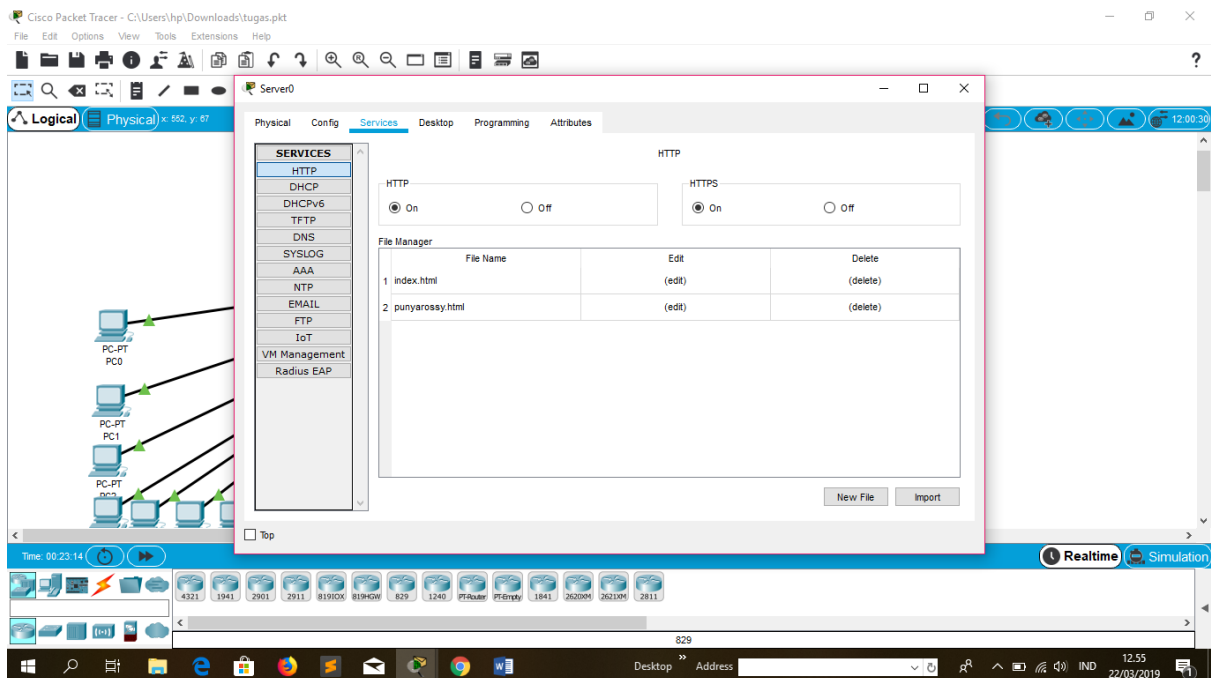 Cisco Packet Tracer - C:\Users\hp\Downloads\tugas.pkt
File Edit Options View Tools Extensions Help
?
Server0
Logical Physical x: 552, y: 67
12:00:30
Physical Config Services Desktop Programming Attributes
SERVICES
HTTP
DHCP
DHCPv6
TFTP
DNS
SYSLOG
AAA
NTP
EMAIL
FTP
IoT
VM Management
Radius EAP
HTTP
HTTP
On Off
HTTPS
On Off
File Manager
File Name Edit Delete
1 index.html (edit) (delete)
2 punyarossy.html (edit) (delete)
New File Import
Top
PC-PT
PC0
PC-PT
PC1
PC-PT
PC2
Time: 00:23:14
Realtime Simulation
4321 1941 2901 2911 819IOX 819HGW 829 1240 PT-Router PT-Empty 1841 2620XM 2621XM 2811
829
Desktop » Address
IND
12.55
22/03/2019